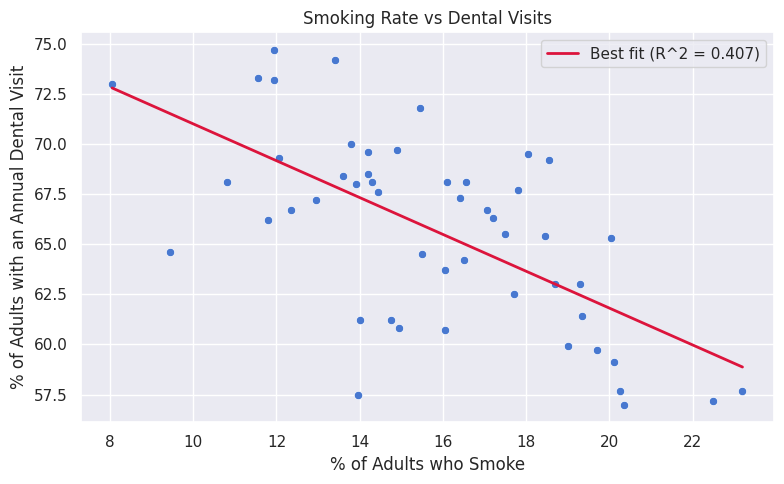 Smoking Rate vs Dental Visits
Best fit (R^2 = 0.407)
% of Adults with an Annual Dental Visit
75.0
72.5
70.0
67.5
65.0
62.5
60.0
57.5
8 10 12 14 16 18 20 22
% of Adults who Smoke